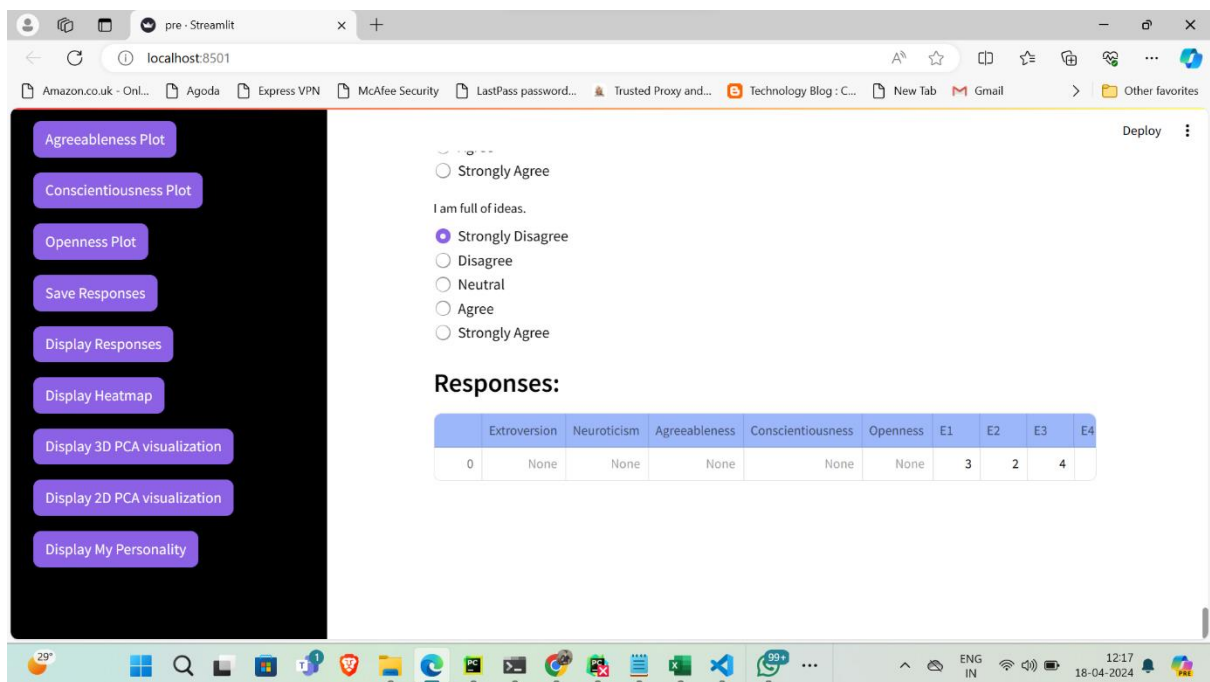 pre · Streamlit
localhost:8501
Amazon.co.uk - Onl... Agoda Express VPN McAfee Security LastPass password... Trusted Proxy and... Technology Blog : C... New Tab Gmail Other favorites
Deploy
Agreeableness Plot
Conscientiousness Plot
Openness Plot
Save Responses
Display Responses
Display Heatmap
Display 3D PCA visualization
Display 2D PCA visualization
Display My Personality
Strongly Agree
I am full of ideas.
Strongly Disagree
Disagree
Neutral
Agree
Strongly Agree
Responses:
Extroversion Neuroticism Agreeableness Conscientiousness Openness E1 E2 E3 E4
0 None None None None None 3 2 4
29°
1
99+
ENG
IN
12:17
18-04-2024
PRE